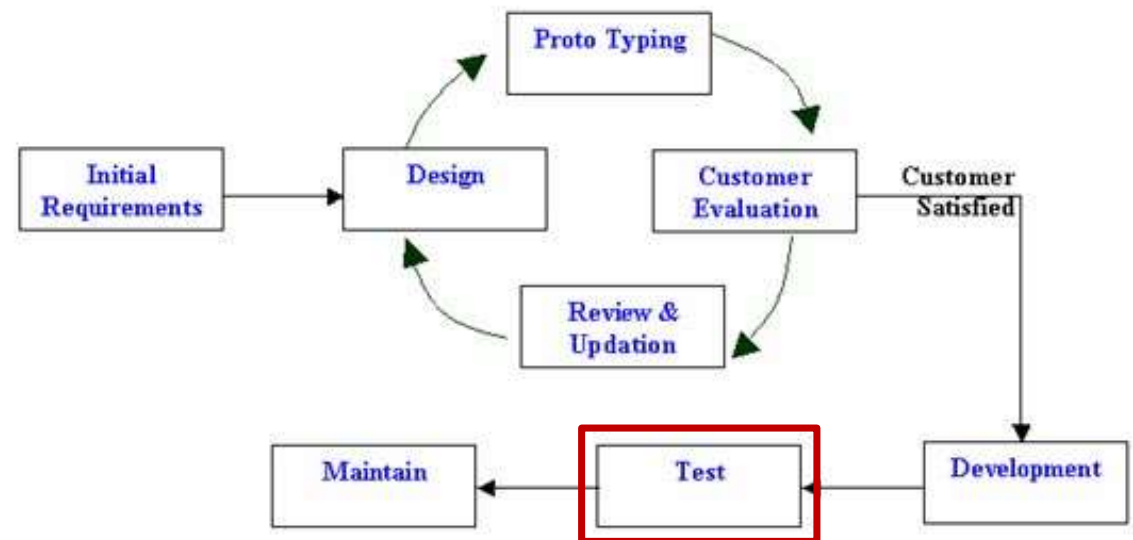 Proto Typing
Initial
Requirements
Design
Customer
Evaluation
Customer
Satisfied
Review &
Updation
Maintain
Test
Development